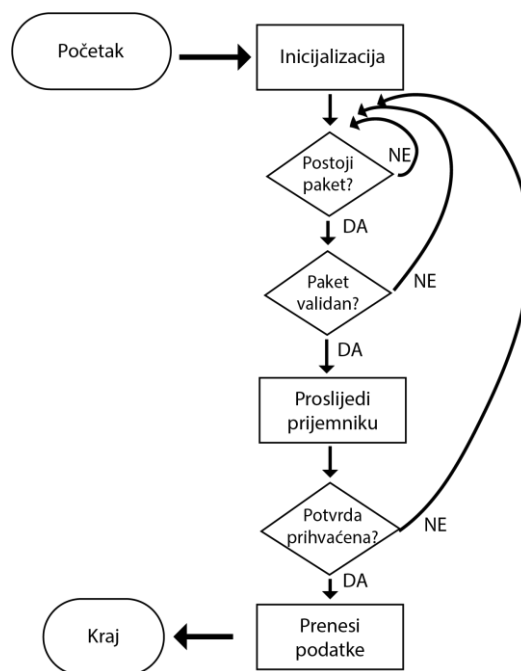 Početak
Inicijalizacija
Postoji
paket?
NE
DA
Paket
validan?
NE
DA
Proslijedi
prijemniku
Potvrda
prihvaćena?
NE
DA
Kraj
Prenesi
podatke